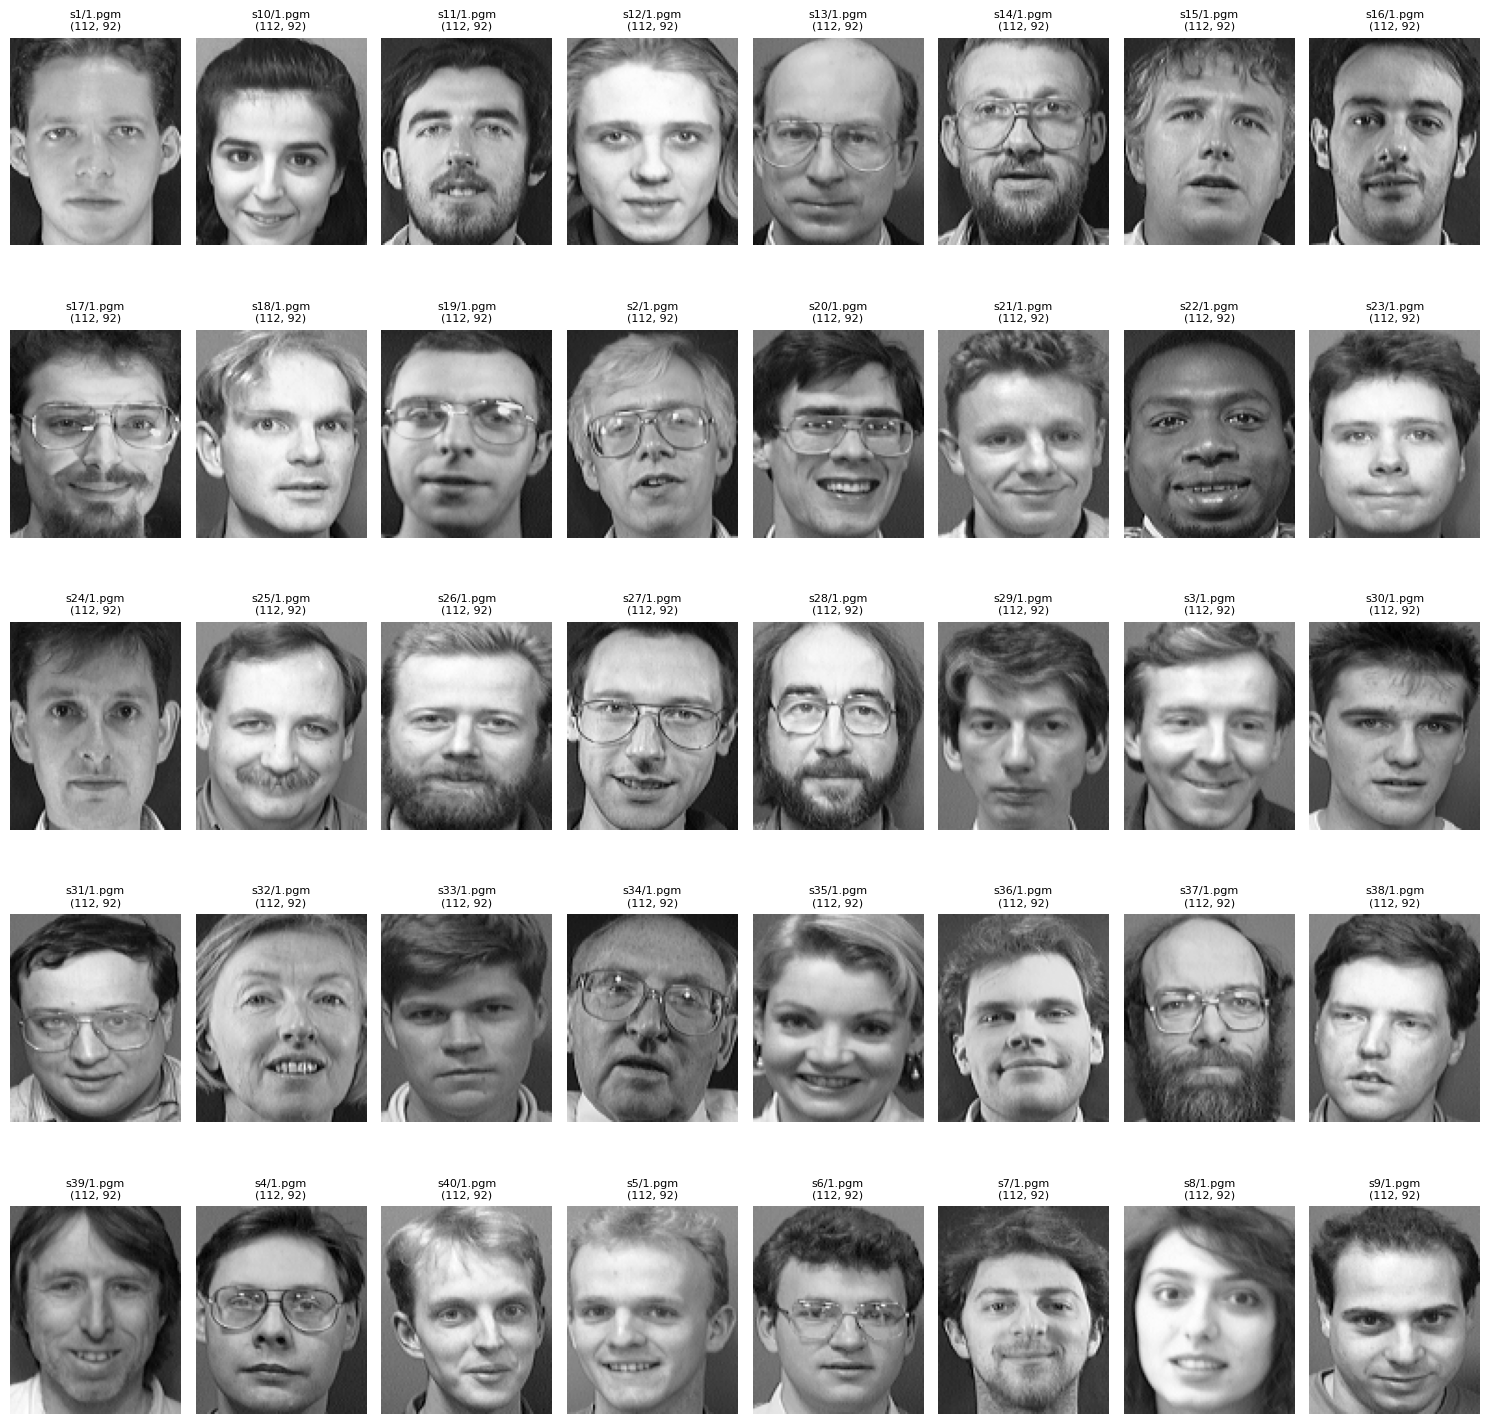 s1/1.pgm
(112, 92)
s10/1.pgm
(112, 92)
s11/1.pgm
(112, 92)
s12/1.pgm
(112, 92)
s13/1.pgm
(112, 92)
s14/1.pgm
(112, 92)
s15/1.pgm
(112, 92)
s16/1.pgm
(112, 92)
s17/1.pgm
(112, 92)
s18/1.pgm
(112, 92)
s19/1.pgm
(112, 92)
s2/1.pgm
(112, 92)
s20/1.pgm
(112, 92)
s21/1.pgm
(112, 92)
s22/1.pgm
(112, 92)
s23/1.pgm
(112, 92)
s24/1.pgm
(112, 92)
s25/1.pgm
(112, 92)
s26/1.pgm
(112, 92)
s27/1.pgm
(112, 92)
s28/1.pgm
(112, 92)
s29/1.pgm
(112, 92)
s3/1.pgm
(112, 92)
s30/1.pgm
(112, 92)
s31/1.pgm
(112, 92)
s32/1.pgm
(112, 92)
s33/1.pgm
(112, 92)
s34/1.pgm
(112, 92)
s35/1.pgm
(112, 92)
s36/1.pgm
(112, 92)
s37/1.pgm
(112, 92)
s38/1.pgm
(112, 92)
s39/1.pgm
(112, 92)
s4/1.pgm
(112, 92)
s40/1.pgm
(112, 92)
s5/1.pgm
(112, 92)
s6/1.pgm
(112, 92)
s7/1.pgm
(112, 92)
s8/1.pgm
(112, 92)
s9/1.pgm
(112, 92)